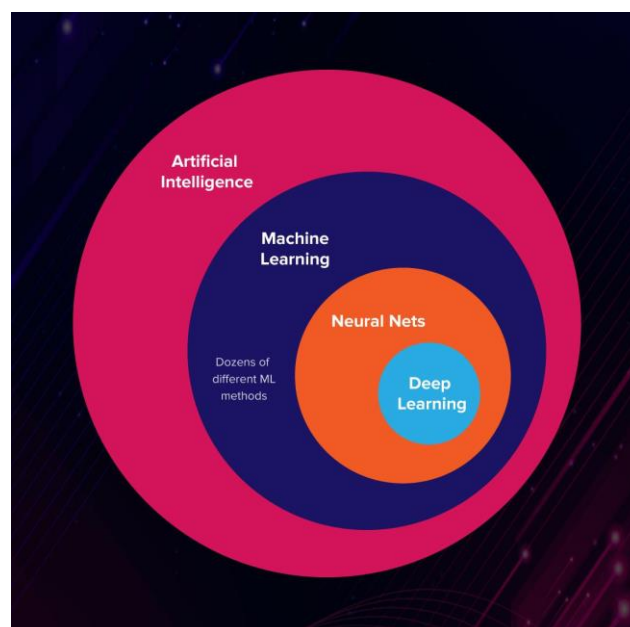 Artificial
Intelligence
Machine
Learning
Neural Nets
Dozens of
different ML
methods
Deep
Learning